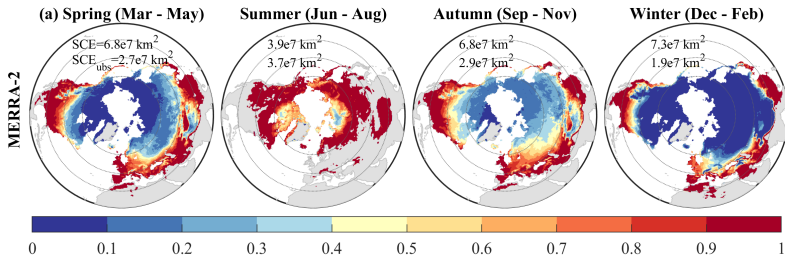 (a) Spring (Mar - May) Summer (Jun - Aug) Autumn (Sep - Nov) Winter (Dec - Feb)
SCE=6.8e7 km² 3.9e7 km² 6.8e7 km² 7.3e7 km²
SCE_ubs=2.7e7 km² 3.7e7 km² 2.9e7 km² 1.9e7 km²
MERRA-2
0 0.1 0.2 0.3 0.4 0.5 0.6 0.7 0.8 0.9 1